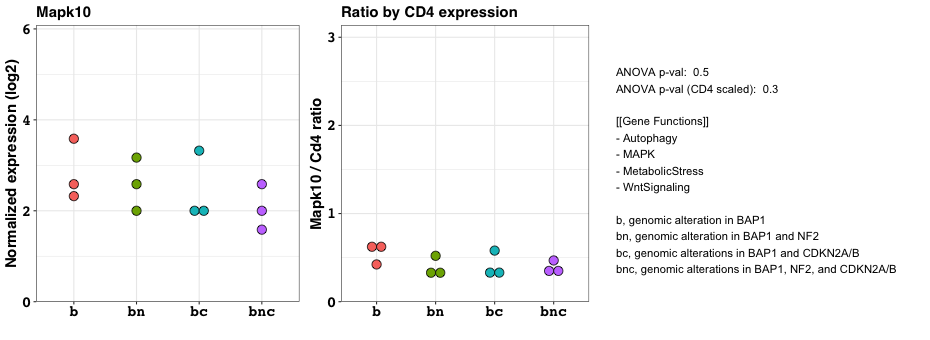 Mapk10
Normalized expression (log2)
6
4
2
0
b
bn
bc
bnc
Ratio by CD4 expression
Mapk10 / Cd4 ratio
3
2
1
0
b
bn
bc
bnc
ANOVA p-val:  0.5
ANOVA p-val (CD4 scaled):  0.3
[[Gene Functions]]
- Autophagy
- MAPK
- MetabolicStress
- WntSignaling
b, genomic alteration in BAP1
bn, genomic alteration in BAP1 and NF2
bc, genomic alterations in BAP1 and CDKN2A/B
bnc, genomic alterations in BAP1, NF2, and CDKN2A/B